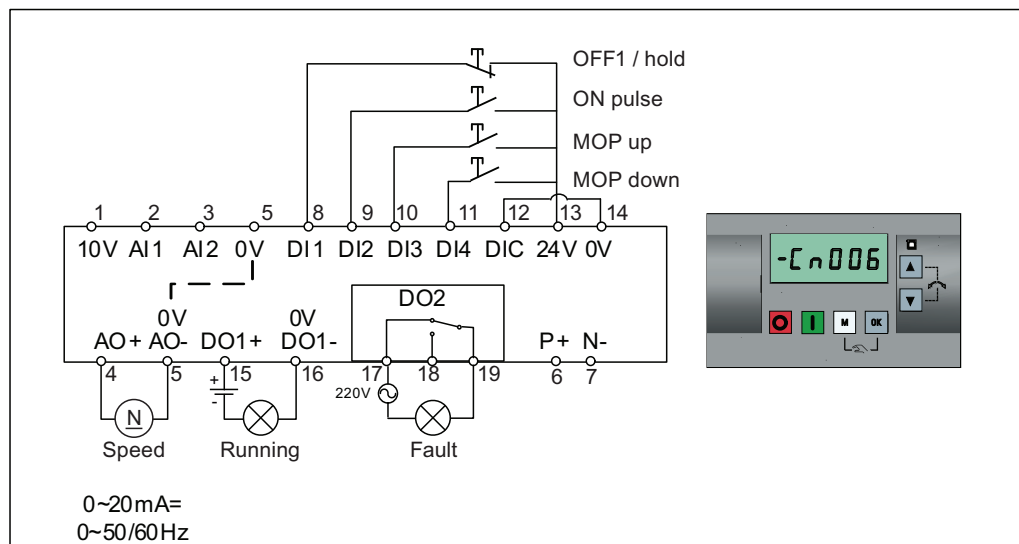 OFF1 / hold
ON pulse
MOP up
MOP down
1 2 3 5 8 9 10 11 12 13 14
10V AI1 AI2 0V DI1 DI2 DI3 DI4 DIC 24V 0V
-Cn006
M OK
DO2
0V 0V
AO+ AO- DO1+ DO1- P+ N-
4 5 15 16 17 18 19 6 7
+
-
220V
N
Speed Running Fault
0~20mA=
0~50/60Hz